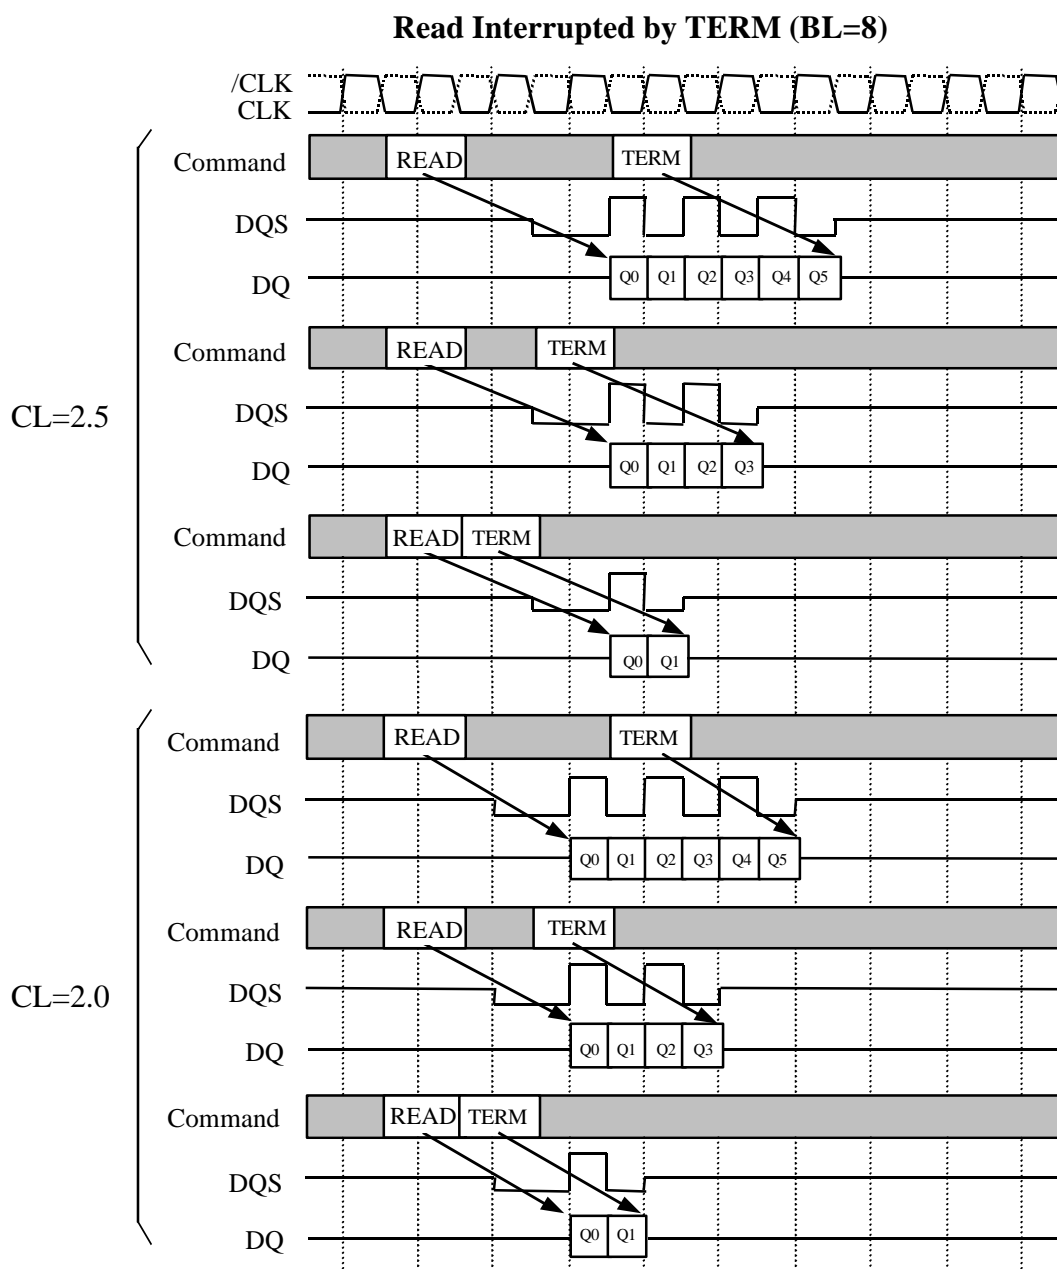 Read Interrupted by TERM (BL=8)
/CLK
CLK
Command READ TERM
DQS
DQ Q0 Q1 Q2 Q3 Q4 Q5
Command READ TERM
CL=2.5
DQS
DQ Q0 Q1 Q2 Q3
Command READ TERM
DQS
DQ Q0 Q1
Command READ TERM
DQS
DQ Q0 Q1 Q2 Q3 Q4 Q5
Command READ TERM
CL=2.0
DQS
DQ Q0 Q1 Q2 Q3
Command READ TERM
DQS
DQ Q0 Q1